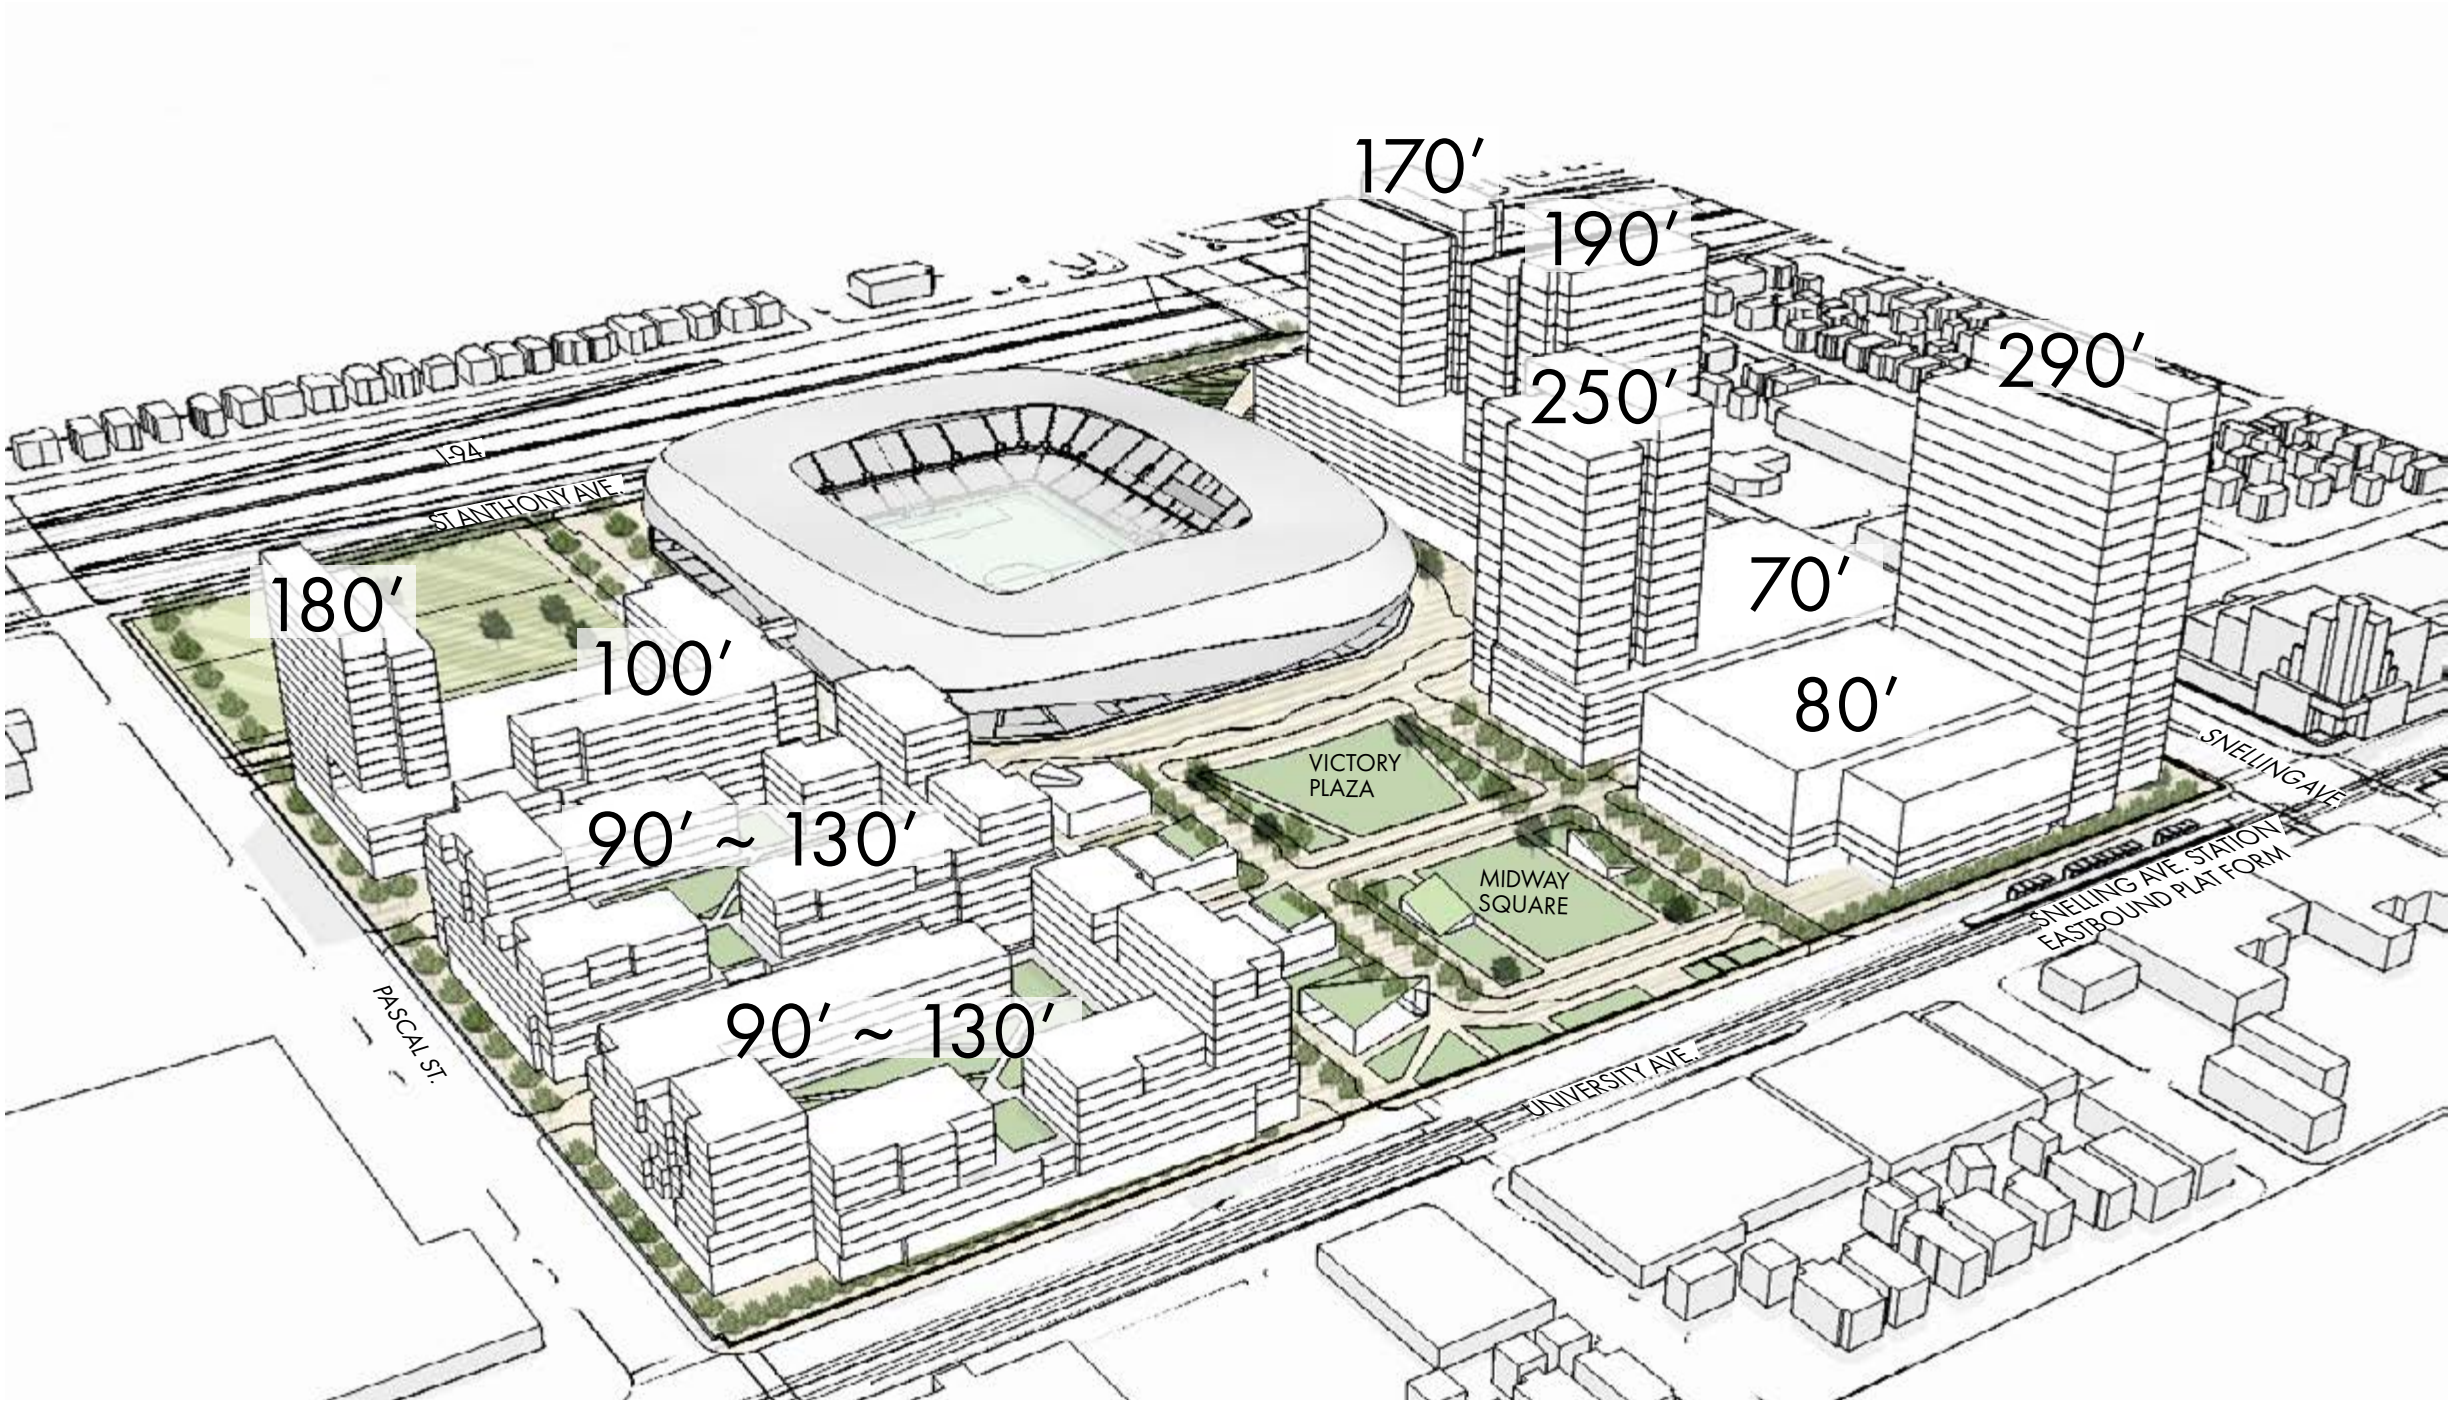 170′
190′
290′
250′
I-94
ST ANTHONY AVE.
180′
70′
100′
80′
VICTORY
PLAZA
SNELLING AVE
90′ ~ 130′
MIDWAY
SQUARE
SNELLING AVE. STATION
EASTBOUND PLAT FORM
90′ ~ 130′
PASCAL ST.
UNIVERSITY AVE.